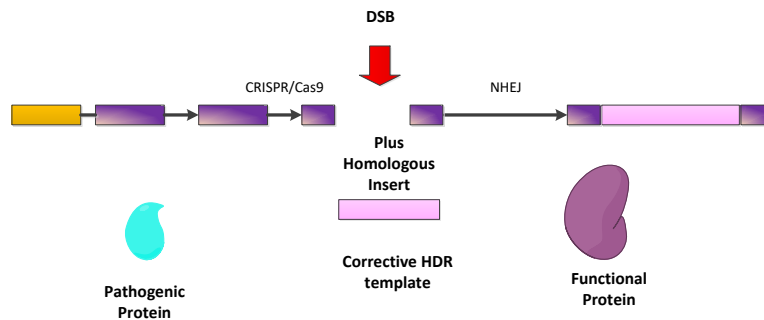 DSB
CRISPR/Cas9
NHEJ
Plus
Homologous
Insert
Corrective HDR
template
Pathogenic
Protein
Functional
Protein